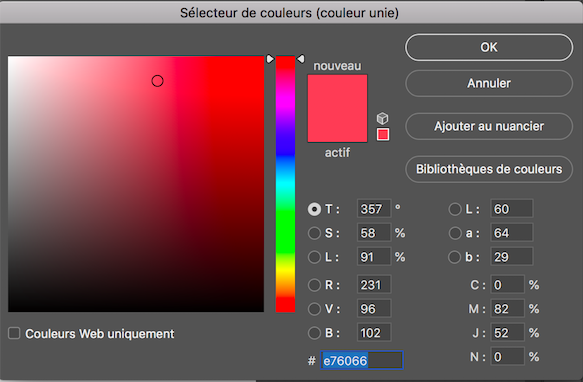 Sélecteur de couleurs (couleur unie)
nouveau
actif
OK
Annuler
Ajouter au nuancier
Bibliothèques de couleurs
T : 357 °
S : 58 %
L : 91 %
R : 231
V : 96
B : 102
# e76066
L : 60
a : 64
b : 29
C : 0 %
M : 82 %
J : 52 %
N : 0 %
Couleurs Web uniquement